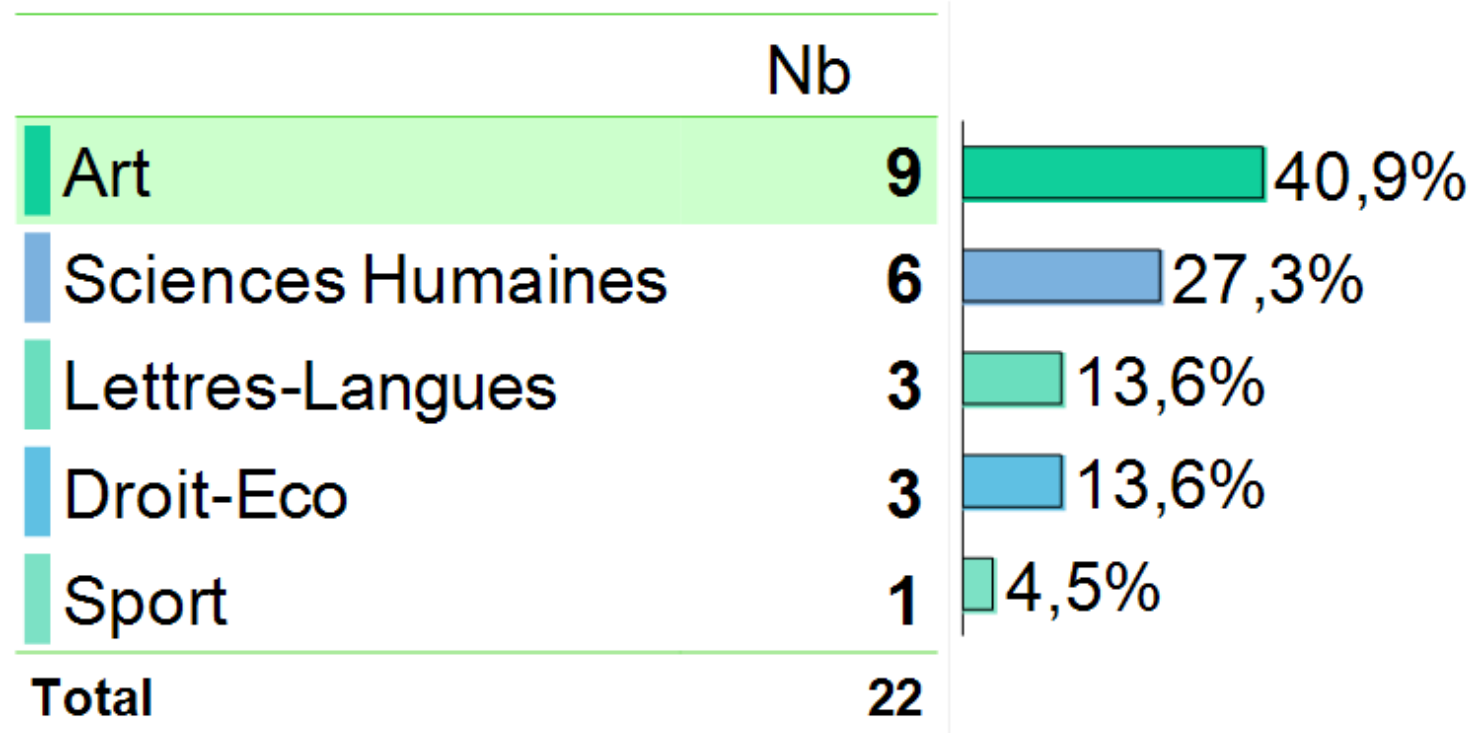 Nb
Art 9 40,9%
Sciences Humaines 6 27,3%
Lettres-Langues 3 13,6%
Droit-Eco 3 13,6%
Sport 1 4,5%
Total 22